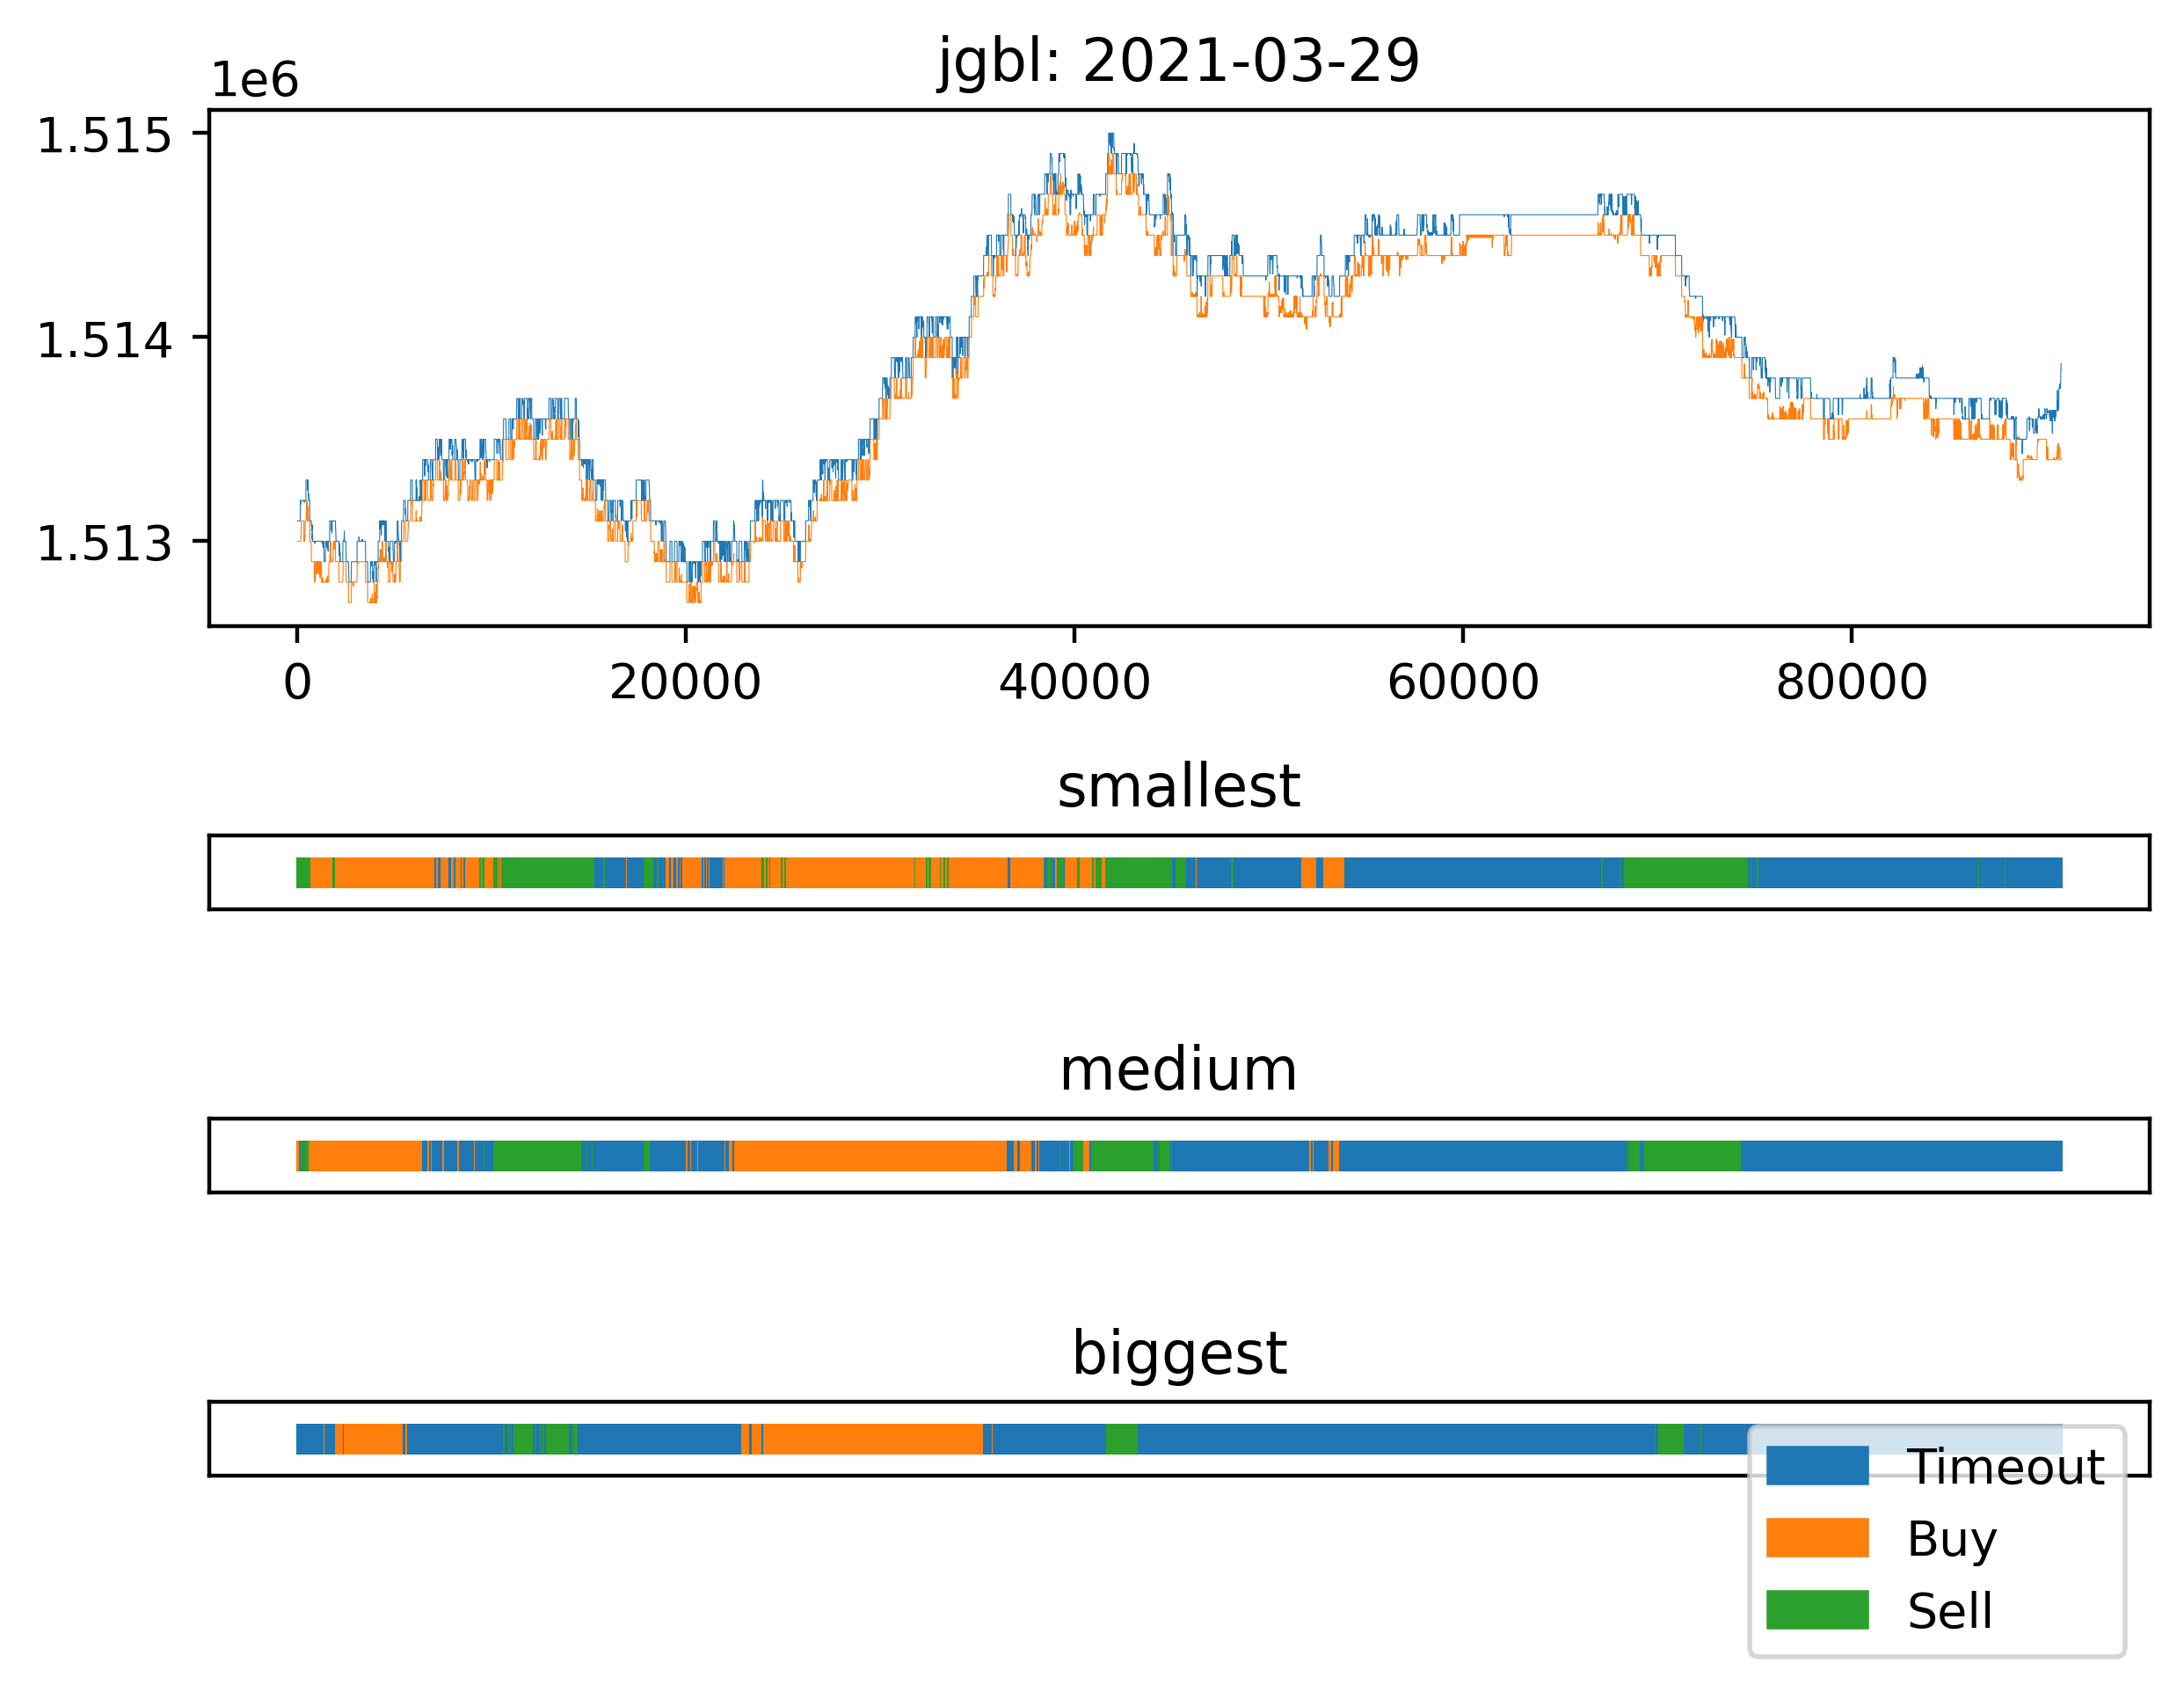 jgbl: 2021-03-29
1e6
1.515
1.514
1.513
0 20000 40000 60000 80000
smallest
medium
biggest
Timeout
Buy
Sell